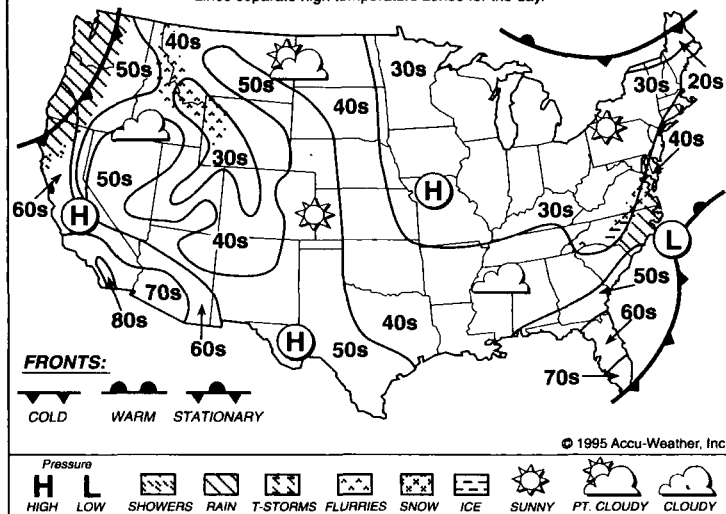 Lines separate high temperature zones for the day.
40s
50s
50s
30s
30s
20s
40s
40s
50s
30s
60s
30s
40s
50s
70s
80s
60s
50s
40s
60s
70s
H
H
H
L
FRONTS:
COLD WARM STATIONARY
© 1995 Accu-Weather, Inc
Pressure
H L
HIGH LOW SHOWERS RAIN T-STORMS FLURRIES SNOW ICE SUNNY PT. CLOUDY CLOUDY